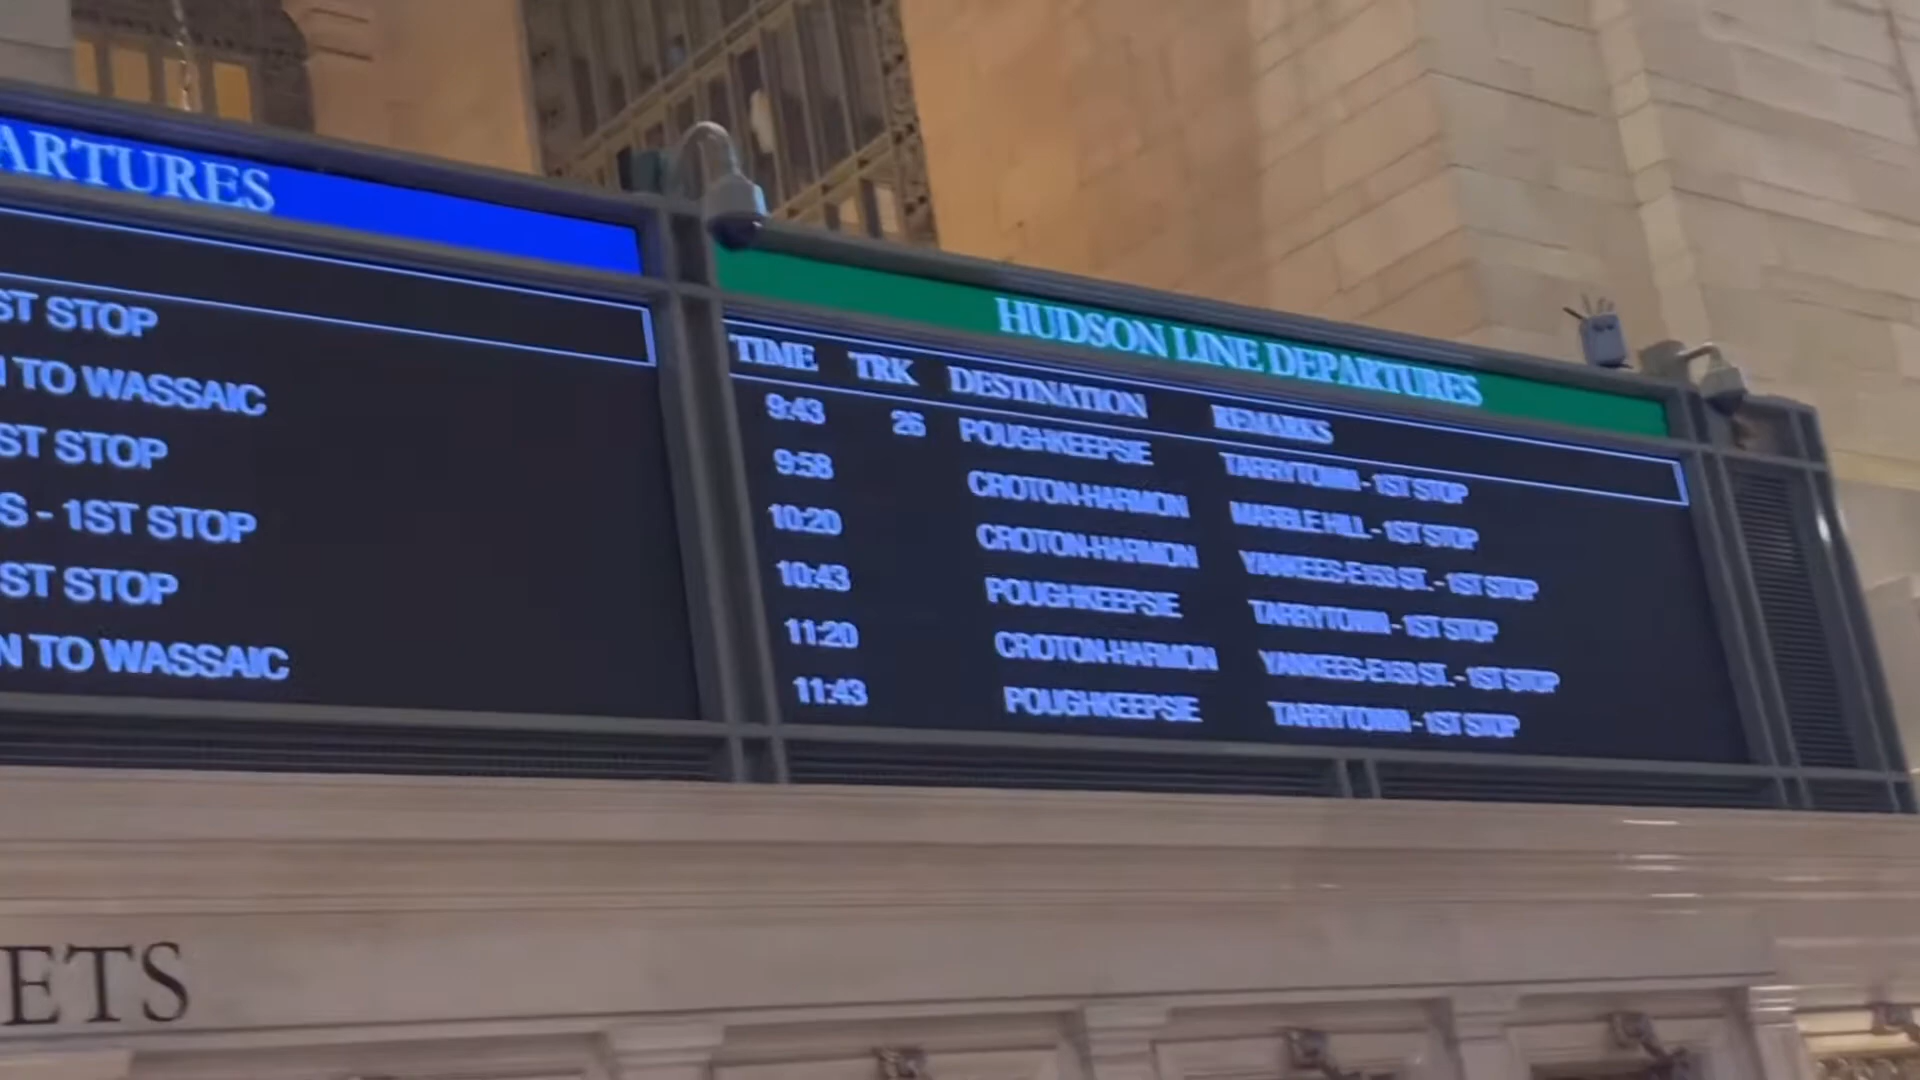 ARTURES
ST STOP
N TO WASSAIC
ST STOP
S - 1ST STOP
ST STOP
N TO WASSAIC
HUDSON LINE DEPARTURES
TIME TRK DESTINATION REMARKS
9:43 26 POUGHKEEPSIE TARRYTOWN - 1ST STOP
9:58 CROTON-HARMON MARBLE HILL - 1ST STOP
10:20 CROTON-HARMON YANKEES-E153 ST. - 1ST STOP
10:43 POUGHKEEPSIE TARRYTOWN - 1ST STOP
11:20 CROTON-HARMON YANKEES-E153 ST. - 1ST STOP
11:43 POUGHKEEPSIE TARRYTOWN - 1ST STOP
ETS